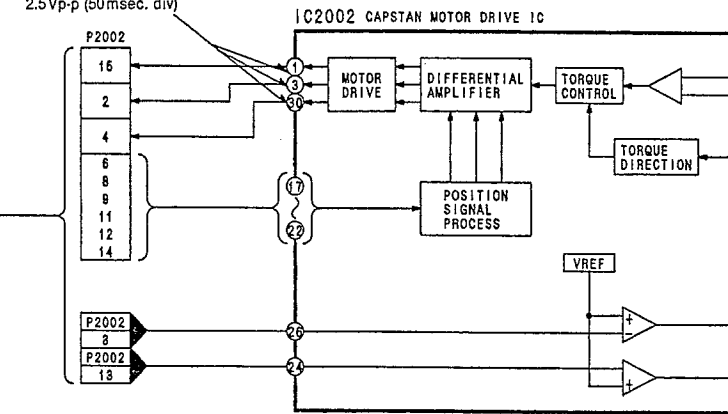 2.5Vp-p (50msec. div)
IC2002 CAPSTAN MOTOR DRIVE IC
P2002
16
2
4
6
8
9
11
12
14
1
3
30
MOTOR
DRIVE
DIFFERENTIAL
AMPLIFIER
TORQUE
CONTROL
TORQUE
DIRECTION
17
22
POSITION
SIGNAL
PROCESS
VREF
P2002
3
26
+
−
P2002
13
24
+